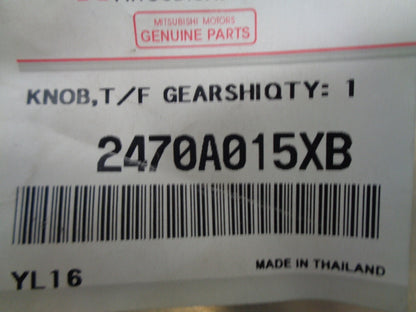 MITSUBISHI MOTORS
GENUINE PARTS
KNOB,T/F GEARSHIQTY: 1
2470A015XB
YL16
MADE IN THAILAND